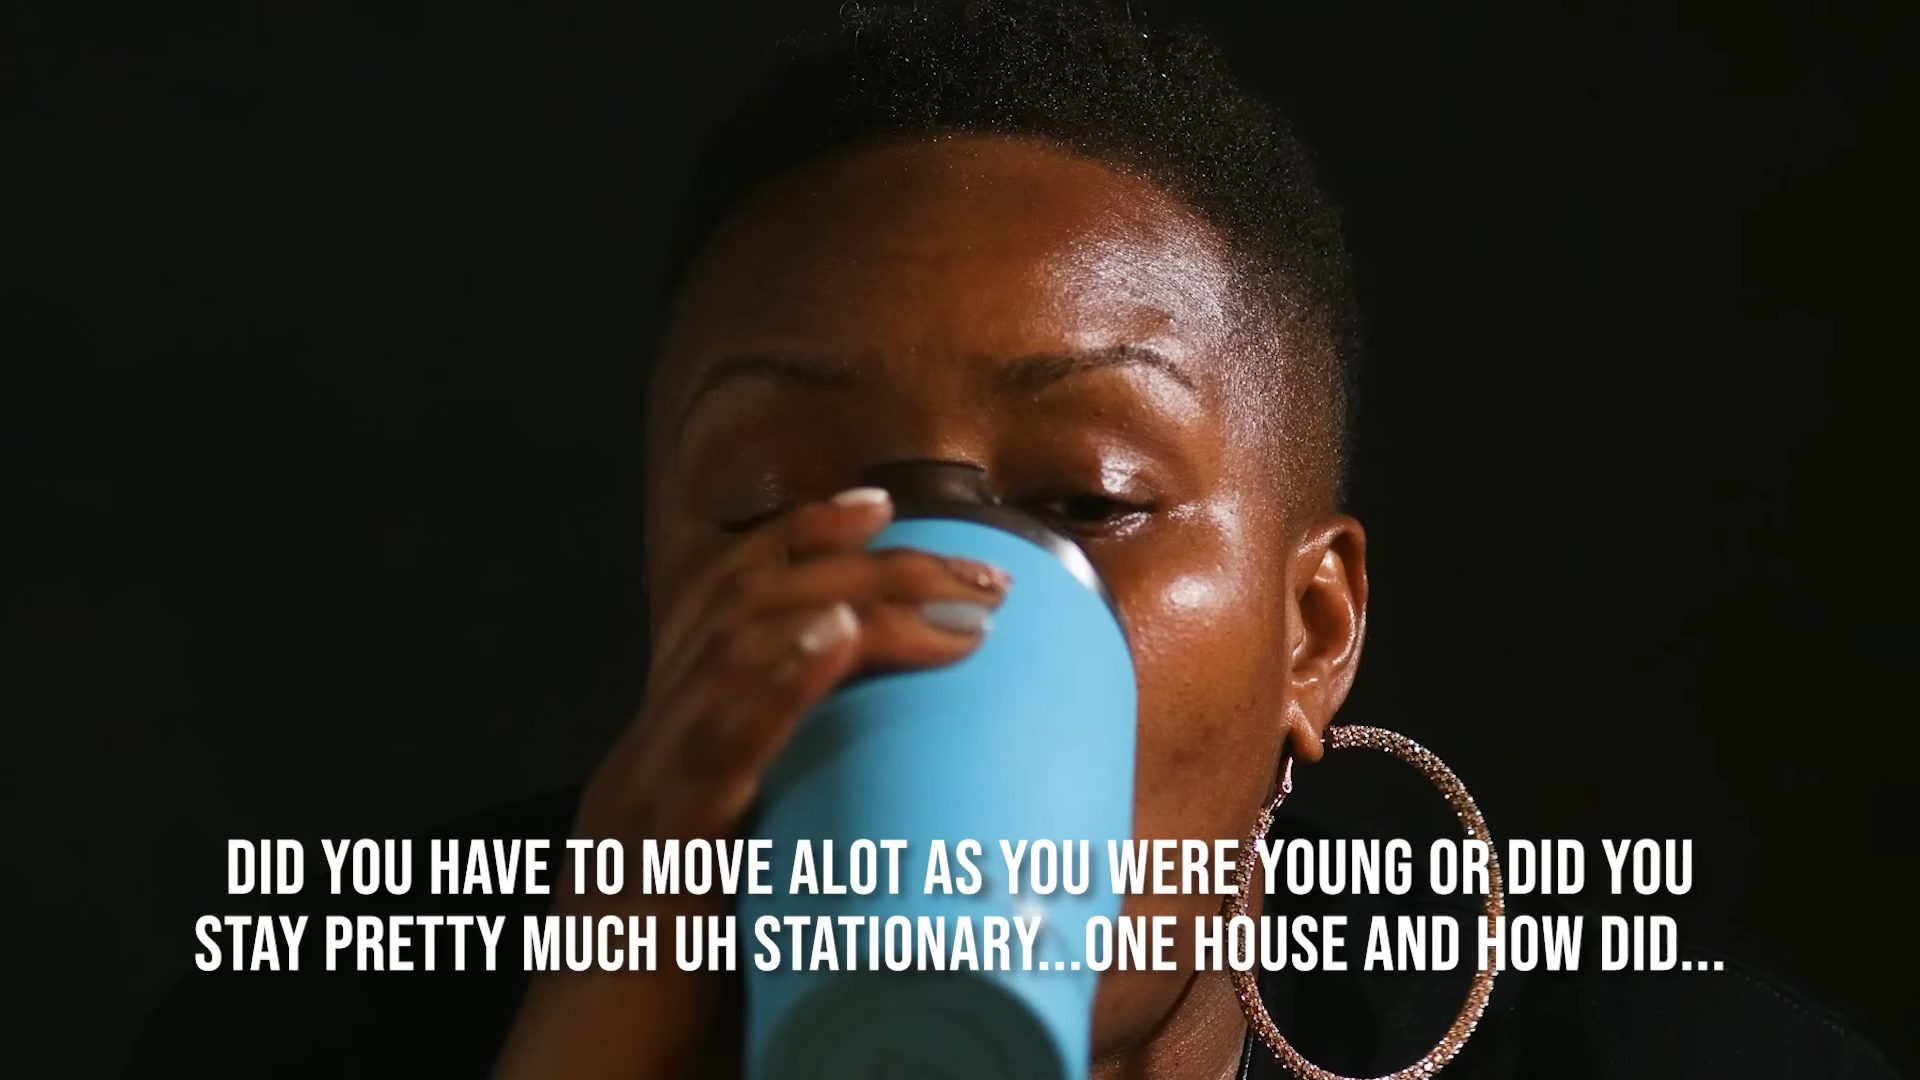 DID YOU HAVE TO MOVE ALOT AS YOU WERE YOUNG OR DID YOU
STAY PRETTY MUCH UH STATIONARY...ONE HOUSE AND HOW DID...